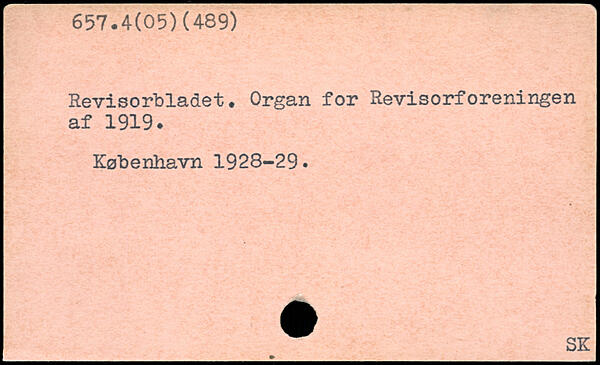 657.4(05)(489)
Revisorbladet. Organ for Revisorforeningen
af 1919.
København 1928-29.
SK